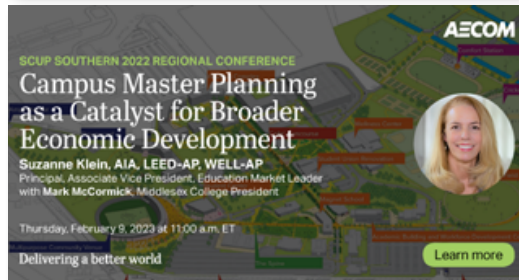 AECOM
SCUP SOUTHERN 2022 REGIONAL CONFERENCE
Campus Master Planning
as a Catalyst for Broader
Economic Development
Suzanne Klein, AIA, LEED-AP, WELL-AP
Principal, Associate Vice President, Education Market Leader
with Mark McCormick, Middlesex College President
Thursday, February 9, 2023 at 11:00 a.m. ET
Delivering a better world
Learn more